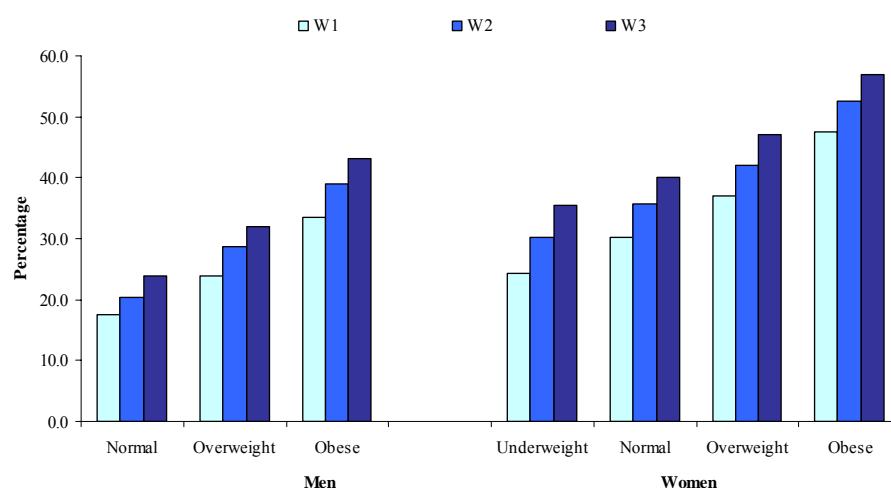 W1 W2 W3
60.0
50.0
40.0
30.0
20.0
10.0
0.0
Percentage
Normal Overweight Obese Underweight Normal Overweight Obese
Men Women